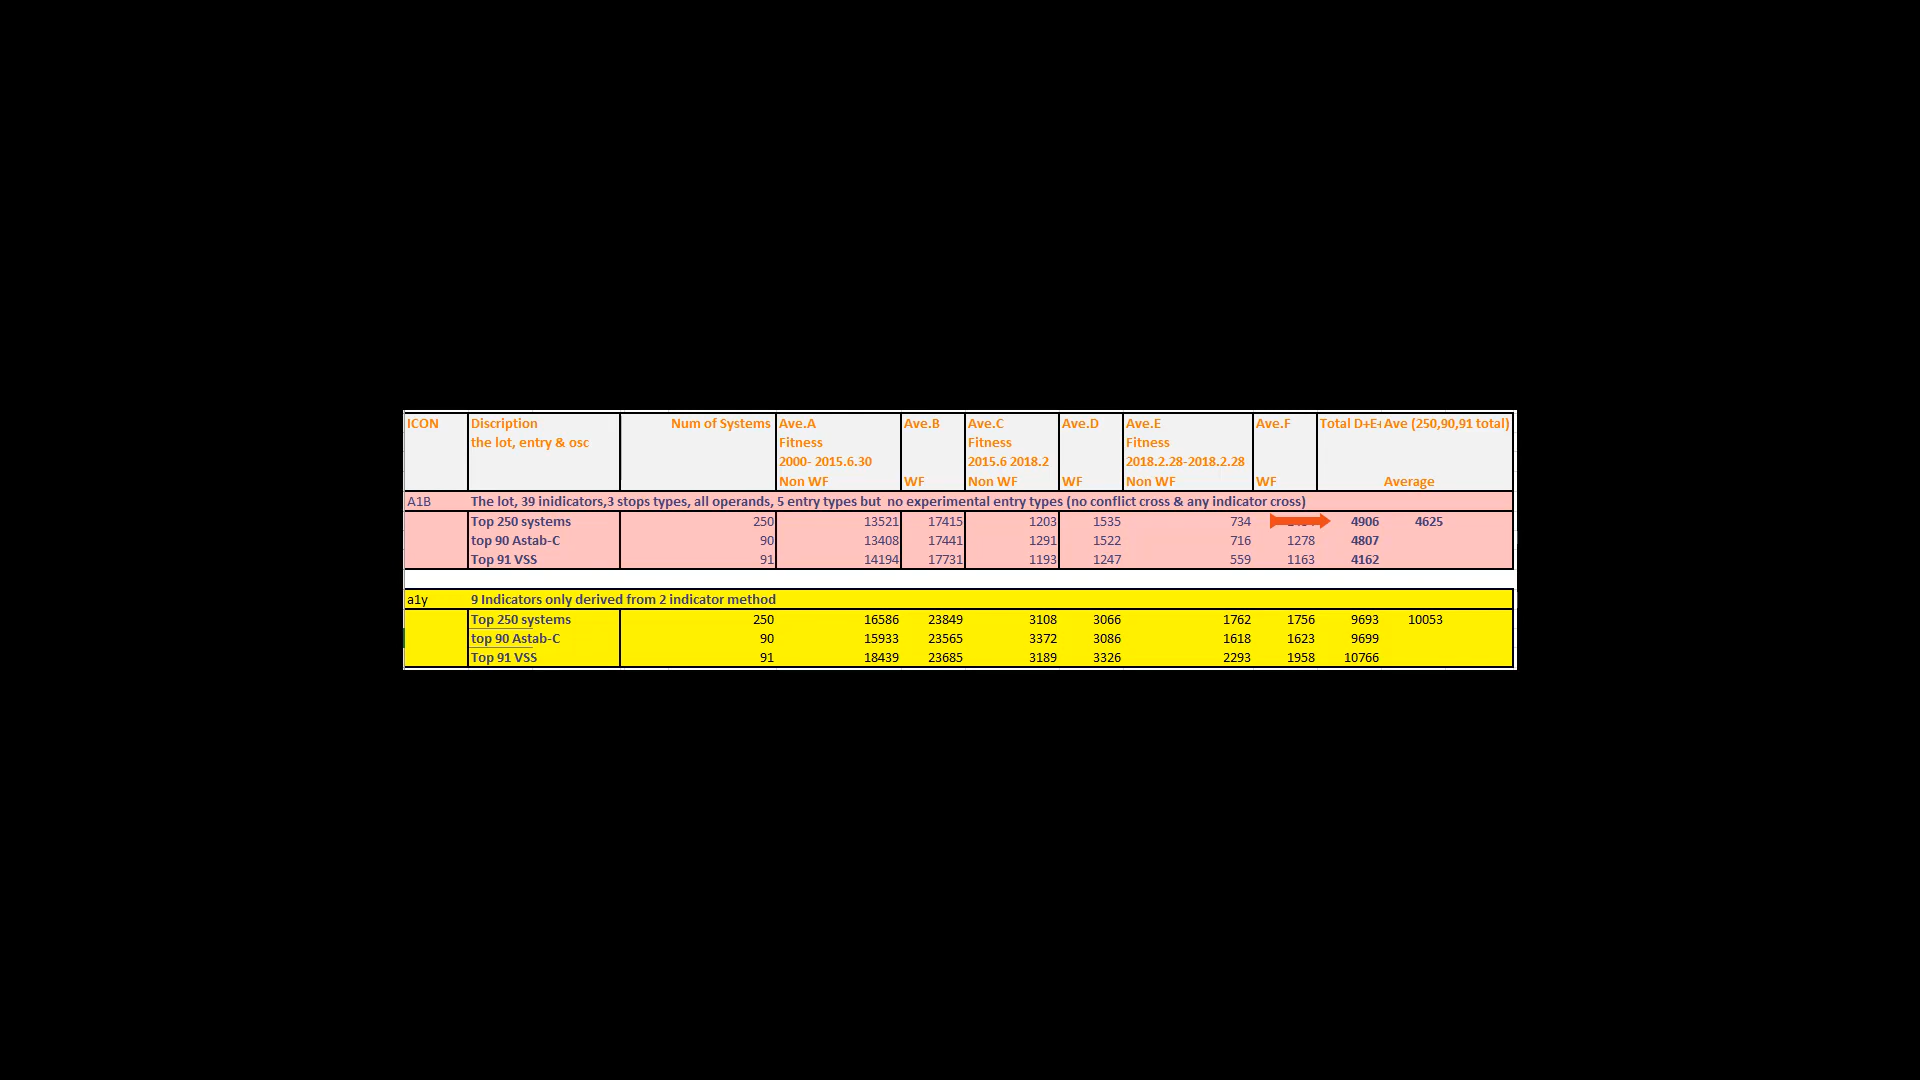 ICON Discription Num of Systems Ave.A Ave.B Ave.C Ave.D Ave.E Ave.F Total D+E+ Ave (250,90,91 total)
the lot, entry & osc Fitness Fitness Fitness
2000- 2015.6.30 2015.6 2018.2 2018.2.28-2018.2.28
Non WF WF Non WF WF Non WF WF Average
A1B The lot, 39 inidicators,3 stops types, all operands, 5 entry types but no experimental entry types (no conflict cross & any indicator cross)
Top 250 systems 250 13521 17415 1203 1535 734 4906 4625
top 90 Astab-C 90 13408 17441 1291 1522 716 1278 4807
Top 91 VSS 91 14194 17731 1193 1247 559 1163 4162
a1y 9 Indicators only derived from 2 indicator method
Top 250 systems 250 16586 23849 3108 3066 1762 1756 9693 10053
top 90 Astab-C 90 15933 23565 3372 3086 1618 1623 9699
Top 91 VSS 91 18439 23685 3189 3326 2293 1958 10766